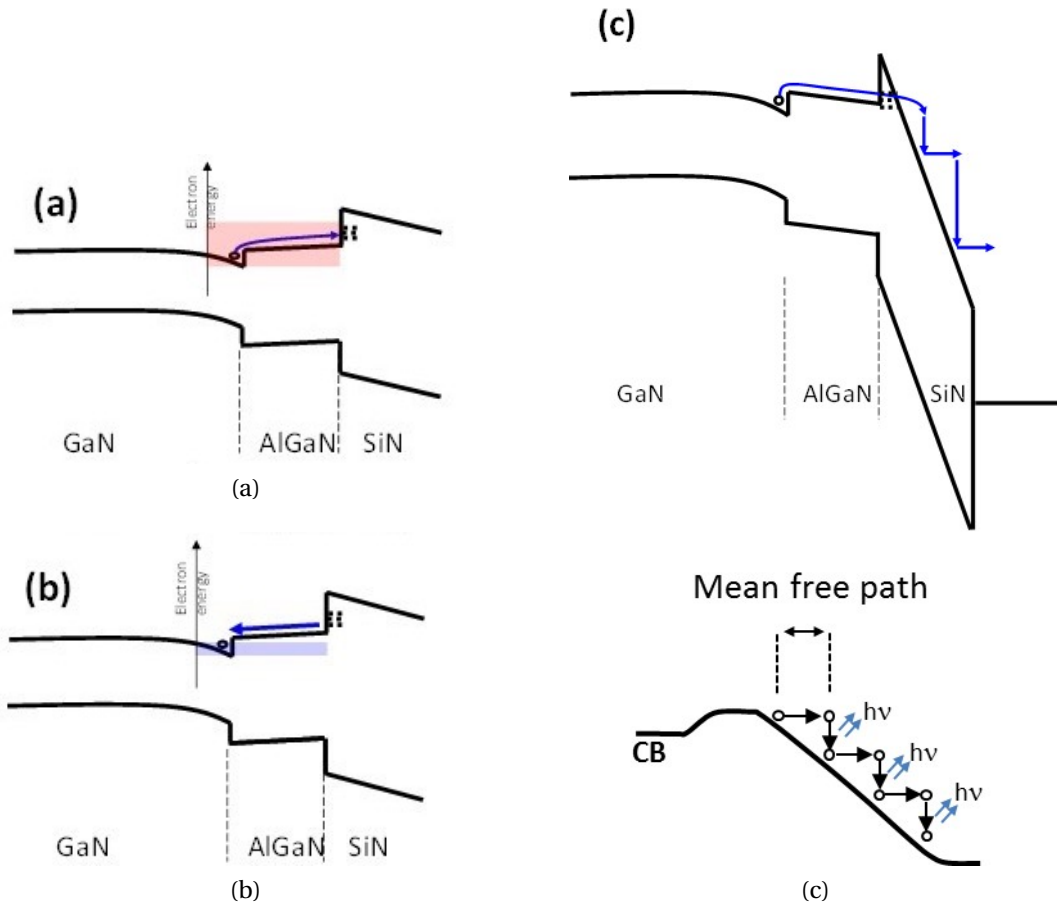 (a)
Electron
energy
GaN
AlGaN
SiN
(a)
(b)
Electron
energy
GaN
AlGaN
SiN
(b)
(c)
GaN
AlGaN
SiN
Mean free path
hν
hν
hν
CB
(c)